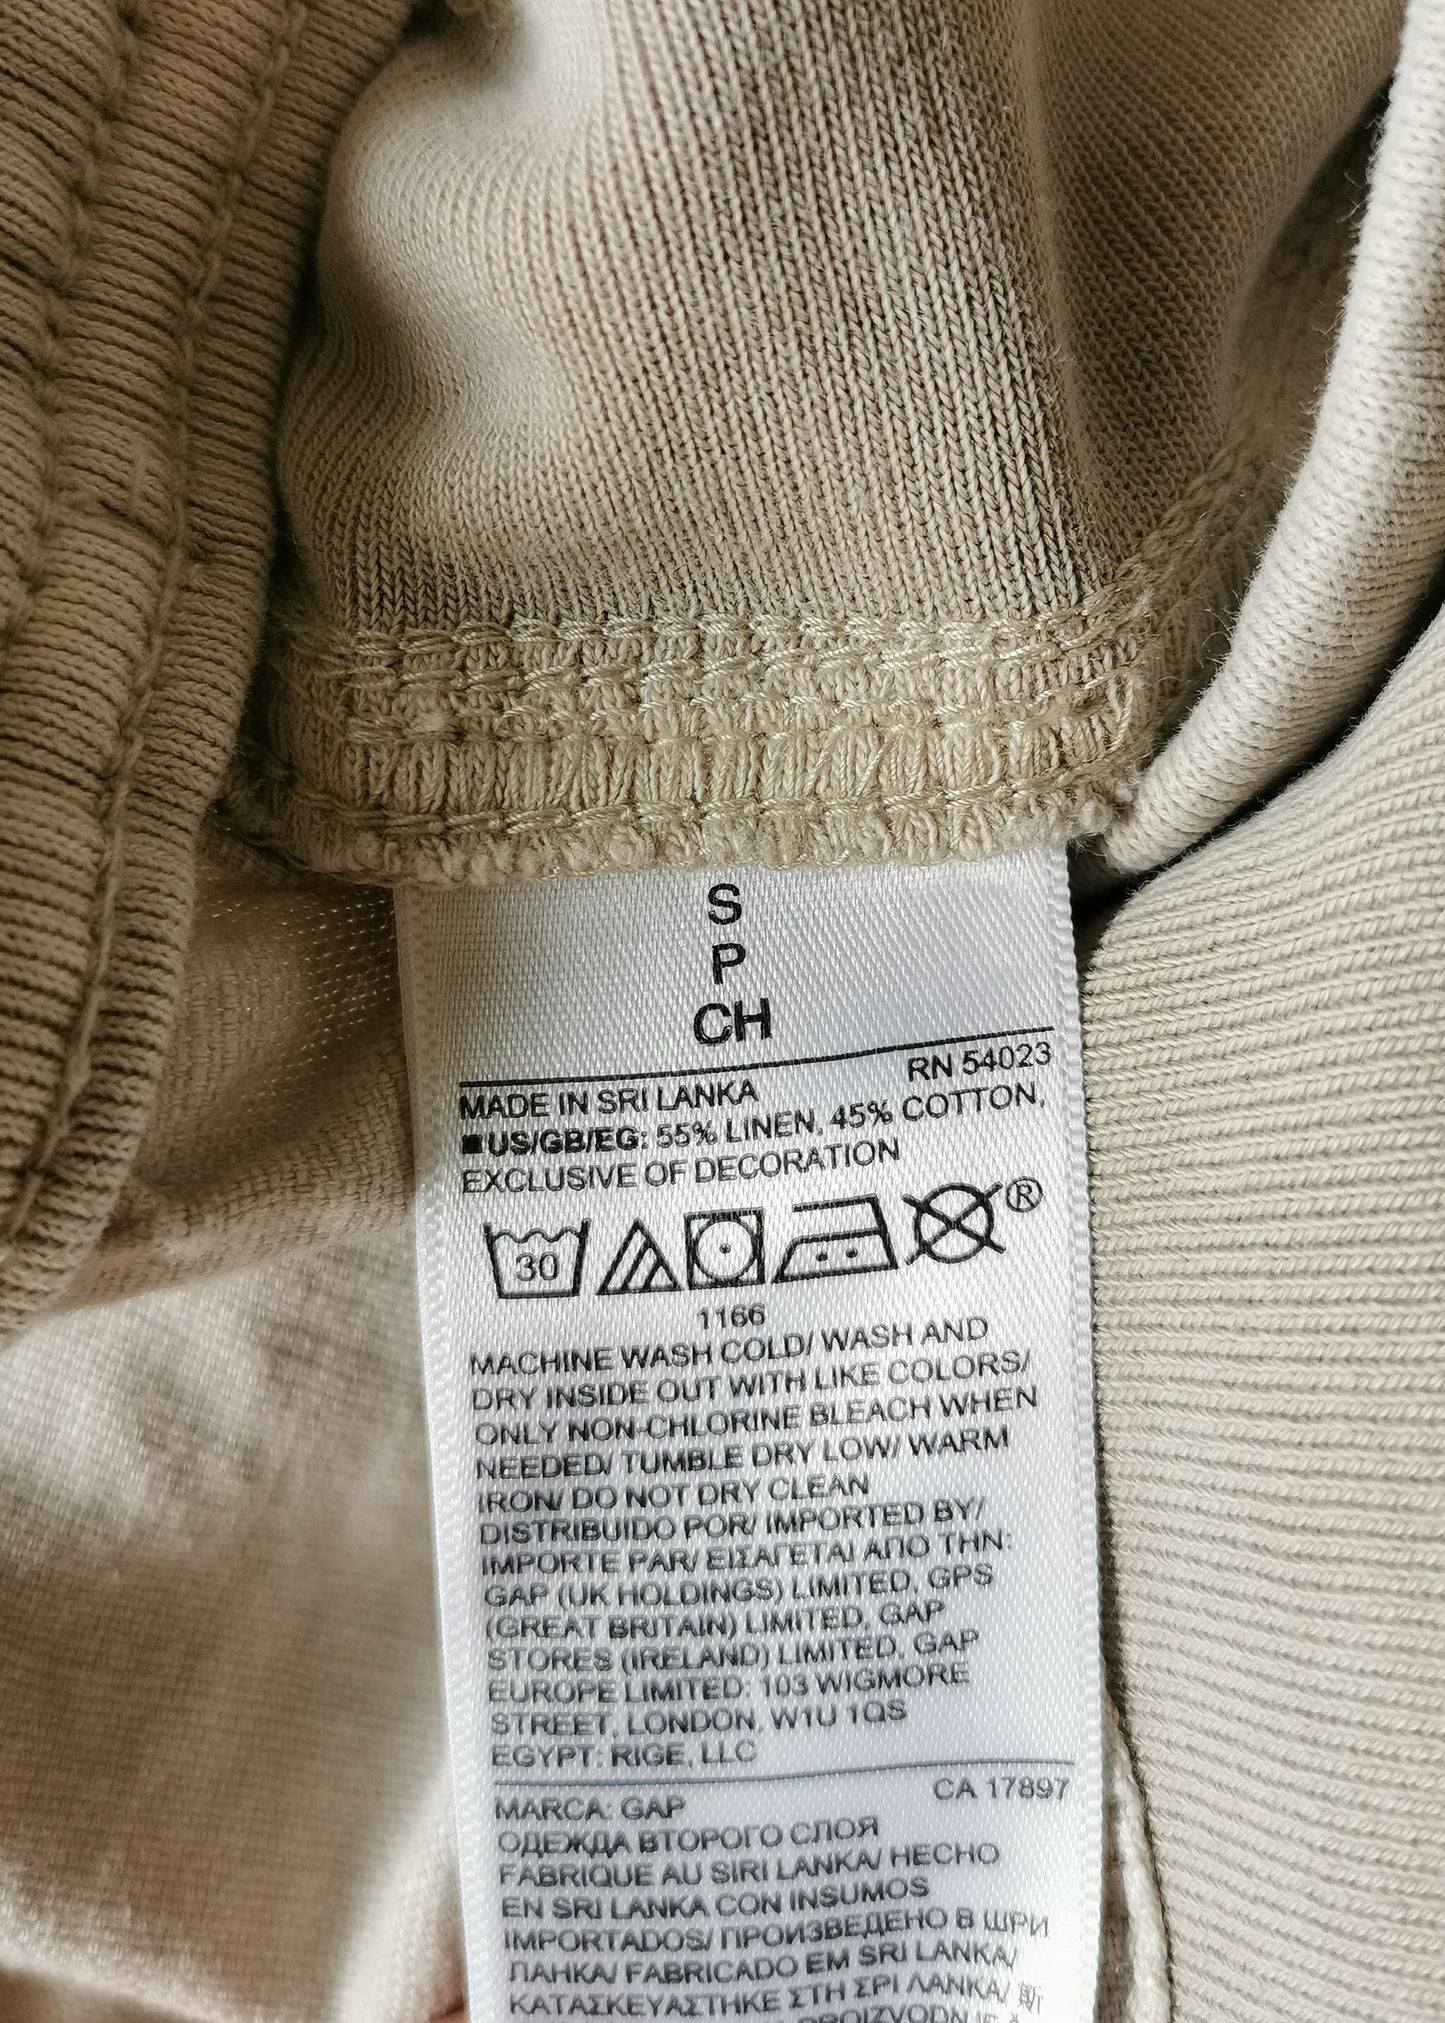 S
P
CH
RN 54023
MADE IN SRI LANKA
■US/GB/EG: 55% LINEN, 45% COTTON,
EXCLUSIVE OF DECORATION
30
®
1166
MACHINE WASH COLD/ WASH AND
DRY INSIDE OUT WITH LIKE COLORS/
ONLY NON-CHLORINE BLEACH WHEN
NEEDED/ TUMBLE DRY LOW/ WARM
IRON/ DO NOT DRY CLEAN
DISTRIBUIDO POR/ IMPORTED BY/
IMPORTE PAR/ ΕΙΣΑΓΕΤΑΙ ΑΠΟ ΤΗΝ:
GAP (UK HOLDINGS) LIMITED, GPS
(GREAT BRITAIN) LIMITED, GAP
STORES (IRELAND) LIMITED, GAP
EUROPE LIMITED: 103 WIGMORE
STREET, LONDON, W1U 1QS
EGYPT: RIGE, LLC
CA 17897
MARCA: GAP
ОДЕЖДА ВТОРОГО СЛОЯ
FABRIQUE AU SIRI LANKA/ HECHO
EN SRI LANKA CON INSUMOS
IMPORTADOS/ ПРОИЗВЕДЕНО В ШРИ
ЛАНКА/ FABRICADO EM SRI LANKA/
ΚΑΤΑΣΚΕΥΑΣΤΗΚΕ ΣΤΗ ΣΡΙ ΛΑΝΚΑ/ 斯